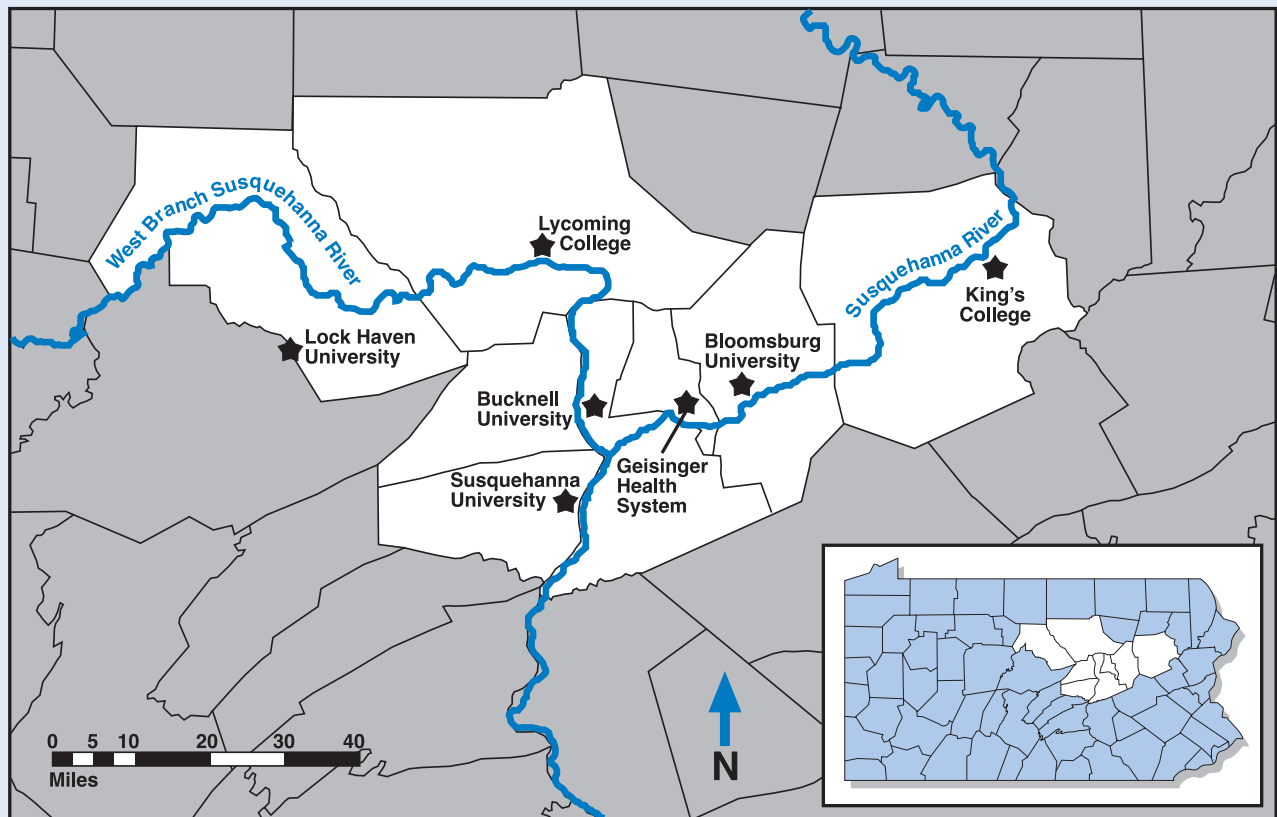 West Branch Susquehanna River
Lycoming
College
Susquehanna River
King's
College
Lock Haven
University
Bloomsburg
University
Bucknell
University
Geisinger
Health
System
Susquehanna
University
0 5 10 20 30 40
Miles
N